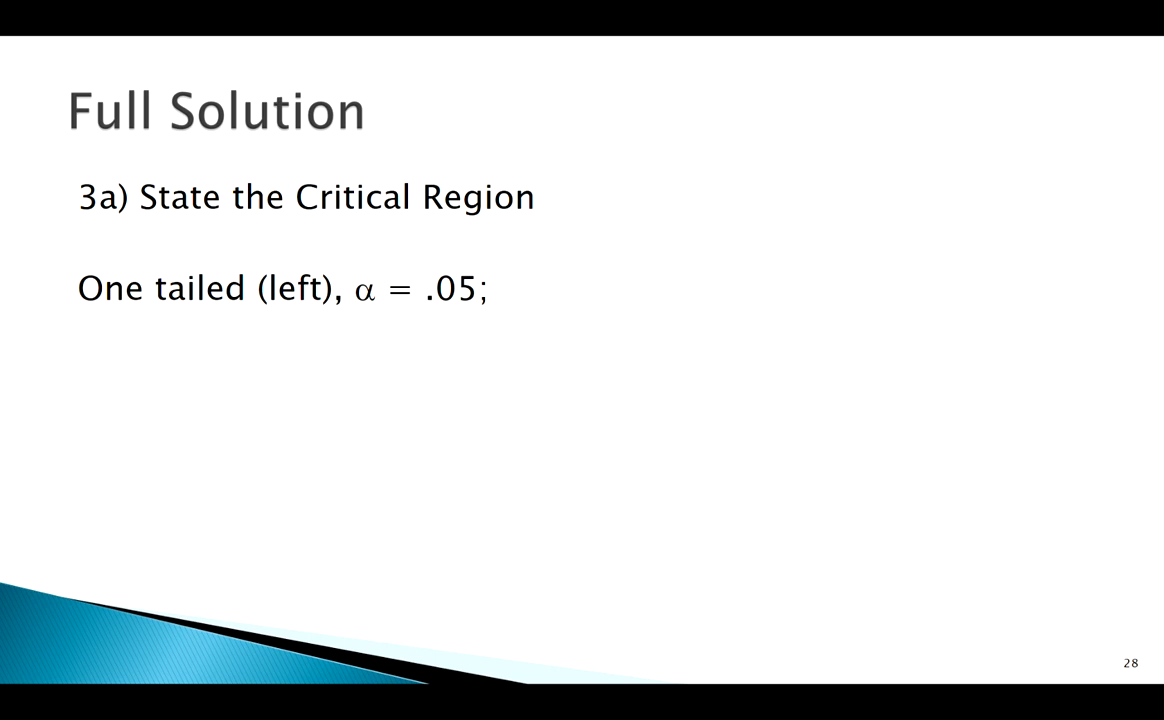 Full Solution
3a) State the Critical Region
One tailed (left), α = .05;
28